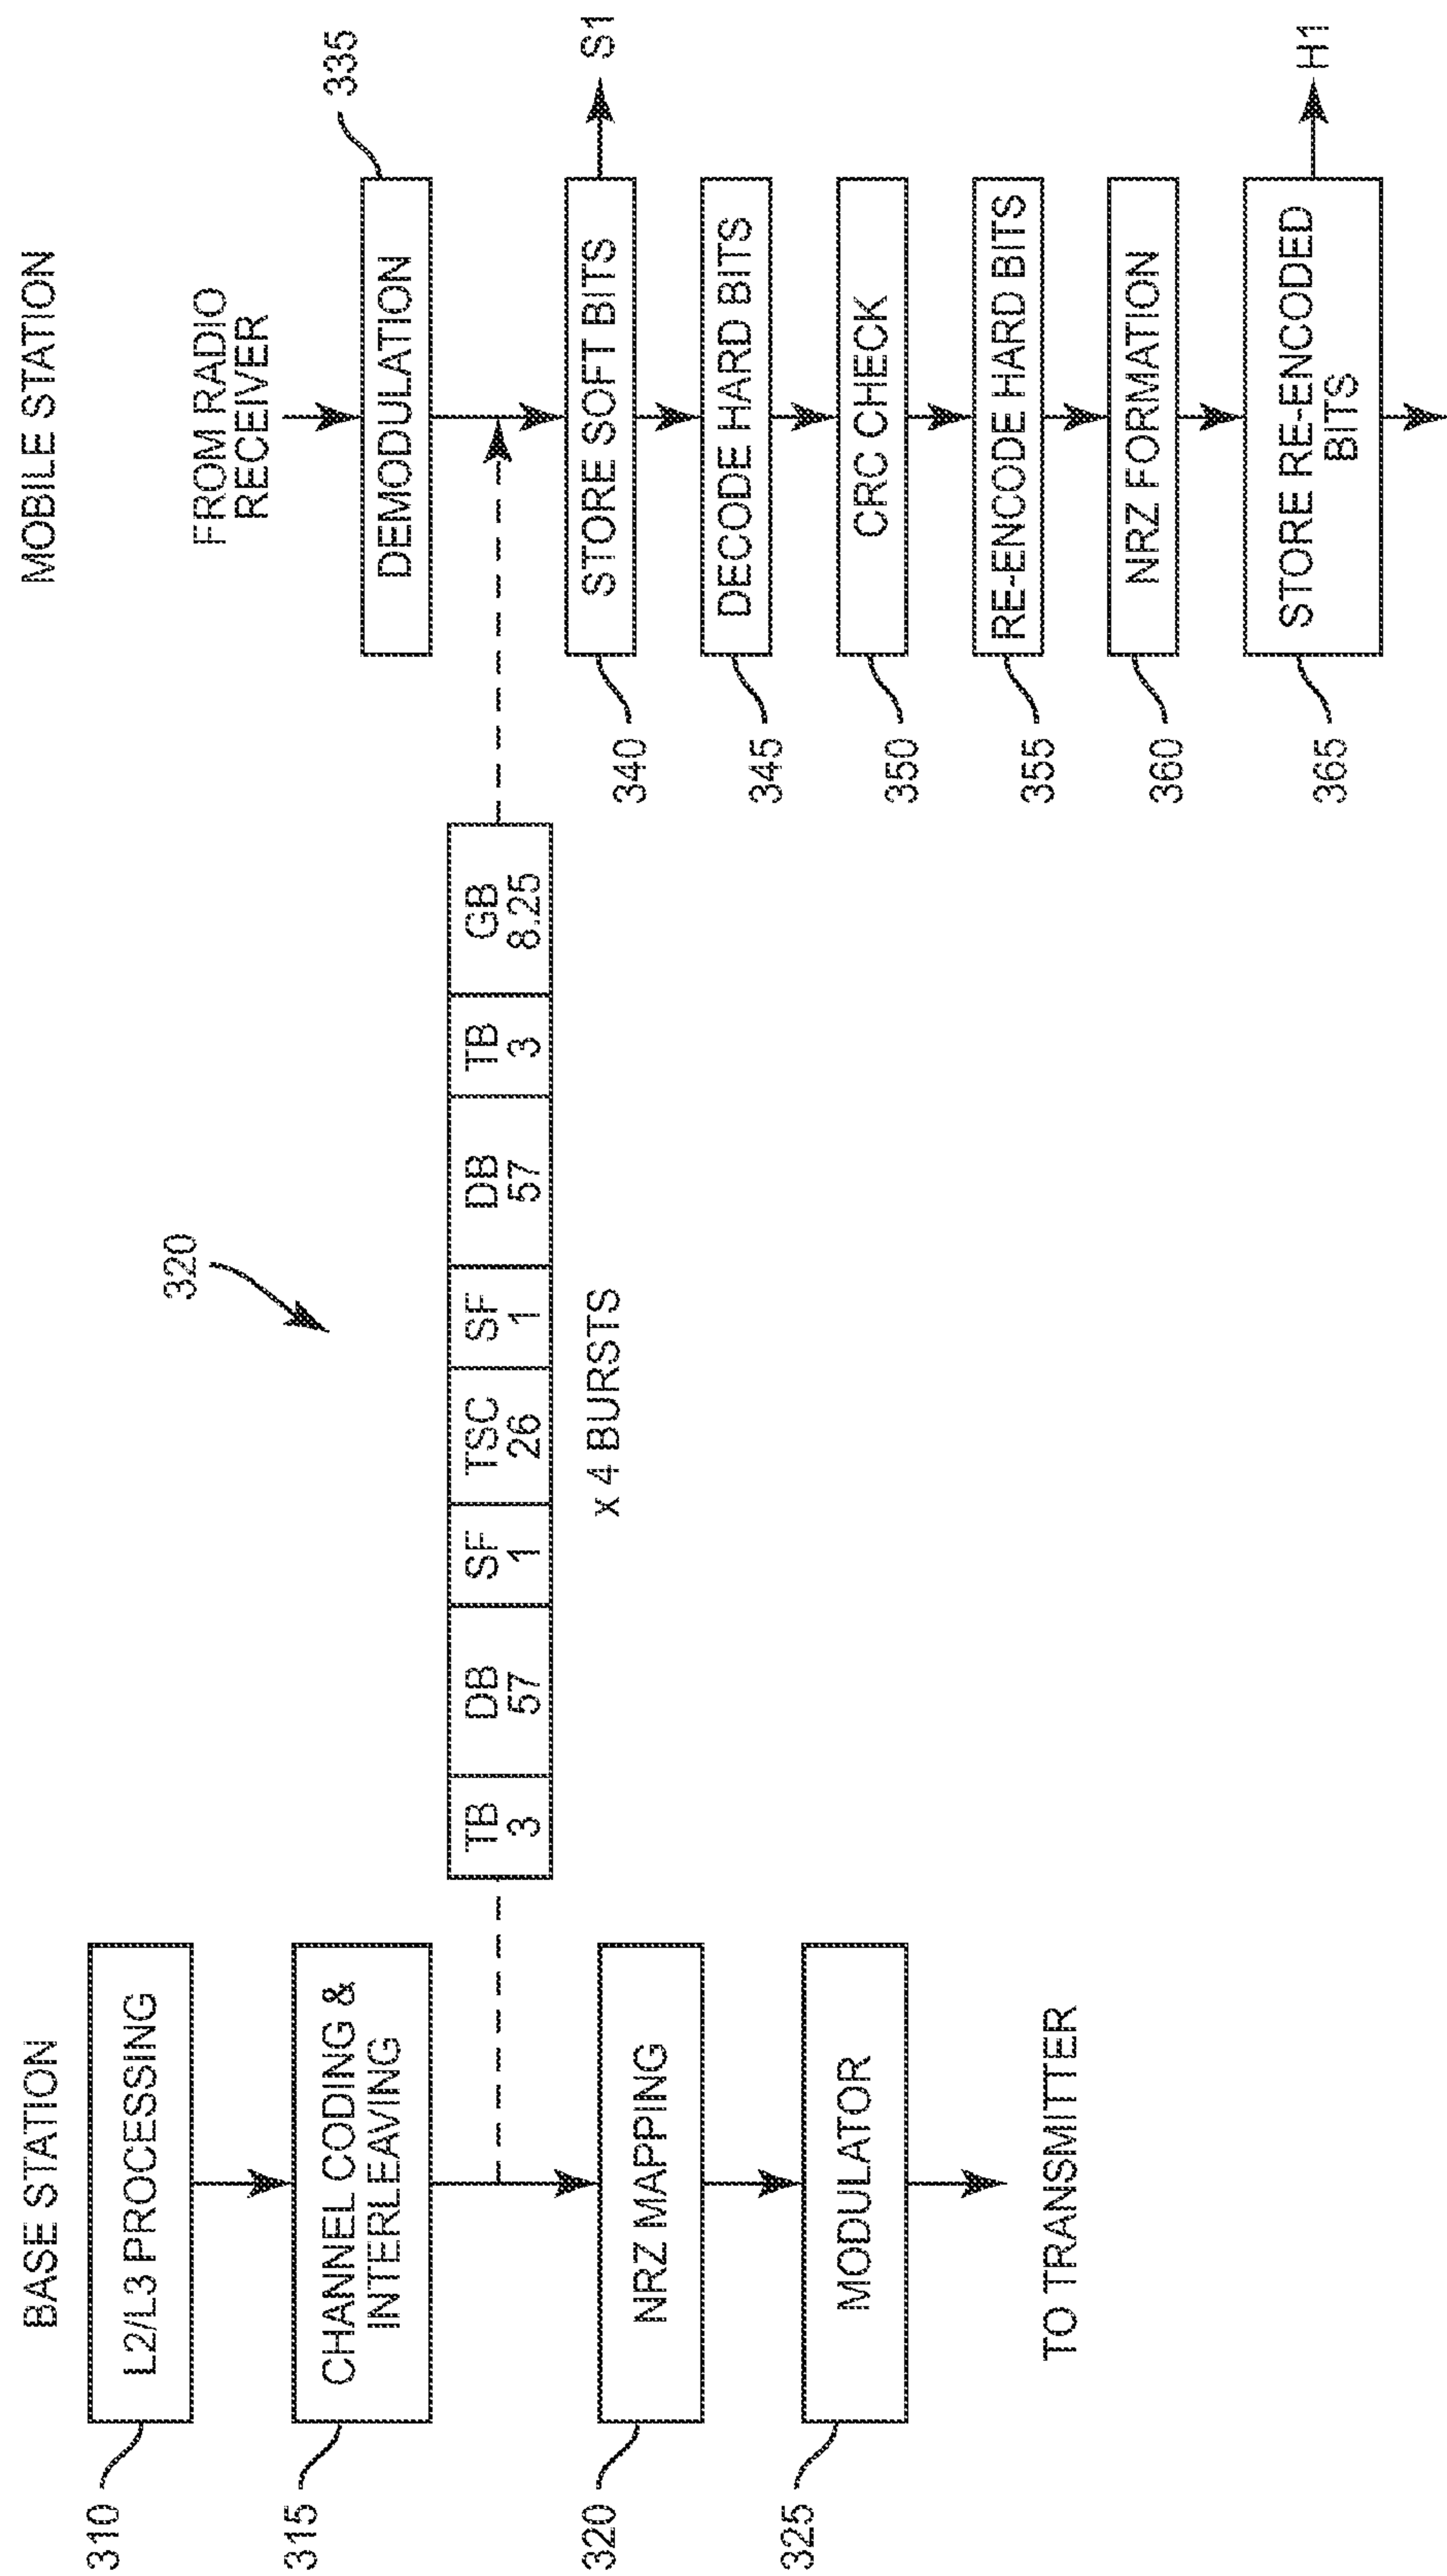 BASE STATION
310
L2/L3 PROCESSING
315
CHANNEL CODING &
INTERLEAVING
320
NRZ MAPPING
325
MODULATOR
TO TRANSMITTER
320
TB
3
DB
57
SF
1
TSC
26
SF
1
DB
57
TB
3
GB
8.25
x 4 BURSTS
MOBILE STATION
FROM RADIO
RECEIVER
335
DEMODULATION
340
STORE SOFT BITS
S1
345
DECODE HARD BITS
350
CRC CHECK
355
RE-ENCODE HARD BITS
360
NRZ FORMATION
365
STORE RE-ENCODED
BITS
H1